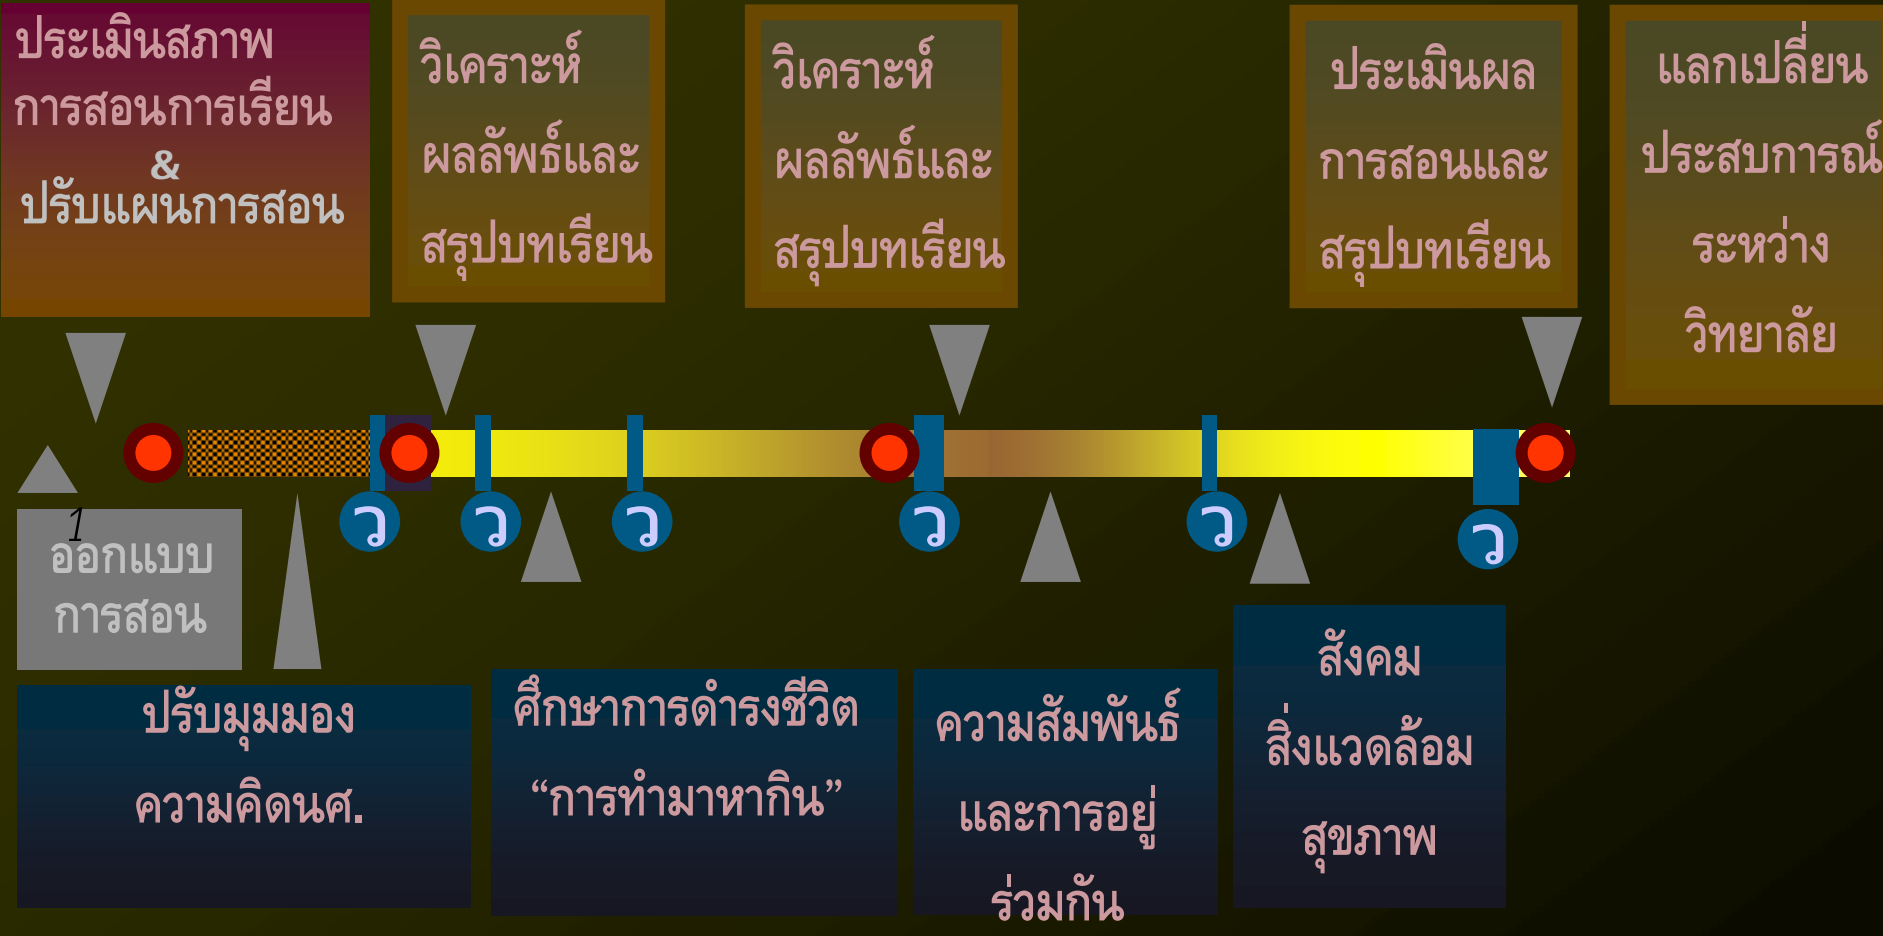 ประเมินสภาพ
การสอนการเรียน
&
ปรับแผนการสอน
วิเคราะห์
ผลลัพธ์และ
สรุปบทเรียน
วิเคราะห์
ผลลัพธ์และ
สรุปบทเรียน
ประเมินผล
การสอนและ
สรุปบทเรียน
แลกเปลี่ยน
ประสบการณ์
ระหว่าง
วิทยาลัย
ว ว ว ว ว ว
1
ออกแบบ
การสอน
ปรับมุมมอง
ความคิดนศ.
ศึกษาการดำรงชีวิต
“การทำมาหากิน”
ความสัมพันธ์
และการอยู่
ร่วมกัน
สังคม
สิ่งแวดล้อม
สุขภาพ